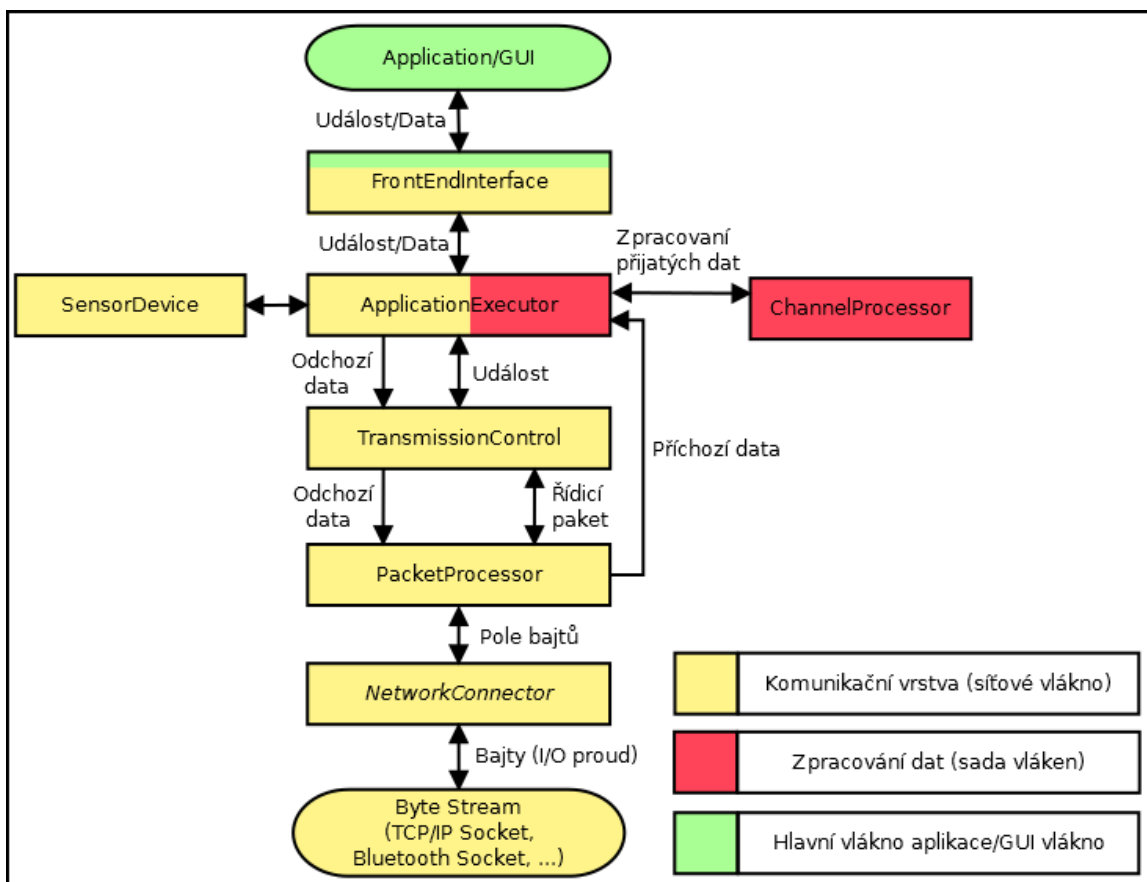 Application/GUI
Událost/Data
FrontEndInterface
Událost/Data
Zpracovaní
přijatých dat
SensorDevice
ApplicationExecutor
ChannelProcessor
Odchozí
data
Událost
TransmissionControl
Příchozí data
Odchozí
data
Řídicí
paket
PacketProcessor
Pole bajtů
NetworkConnector
Bajty (I/O proud)
Byte Stream
(TCP/IP Socket,
Bluetooth Socket, ...)
Komunikační vrstva (síťové vlákno)
Zpracování dat (sada vláken)
Hlavní vlákno aplikace/GUI vlákno